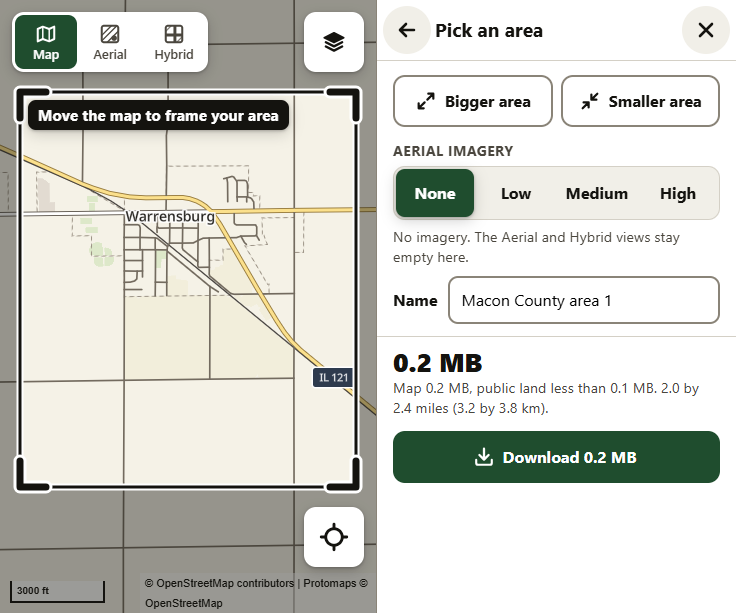 Map
Aerial
Hybrid
Move the map to frame your area
Warrensburg
IL 121
3000 ft
© OpenStreetMap contributors | Protomaps ©
OpenStreetMap
Pick an area
Bigger area
Smaller area
AERIAL IMAGERY
None
Low
Medium
High
No imagery. The Aerial and Hybrid views stay
empty here.
Name
Macon County area 1
0.2 MB
Map 0.2 MB, public land less than 0.1 MB. 2.0 by
2.4 miles (3.2 by 3.8 km).
Download 0.2 MB